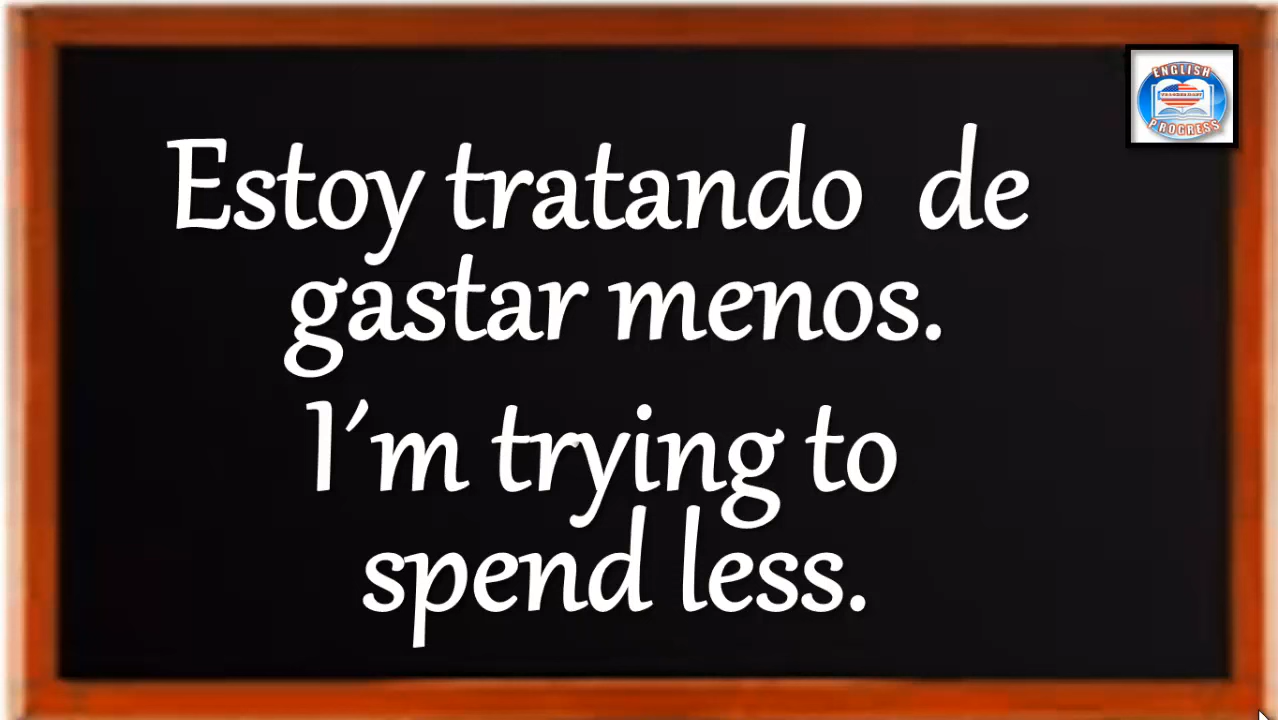 ENGLISH
PROGRESS
Estoy tratando  de
gastar menos.
I´m trying to
spend less.